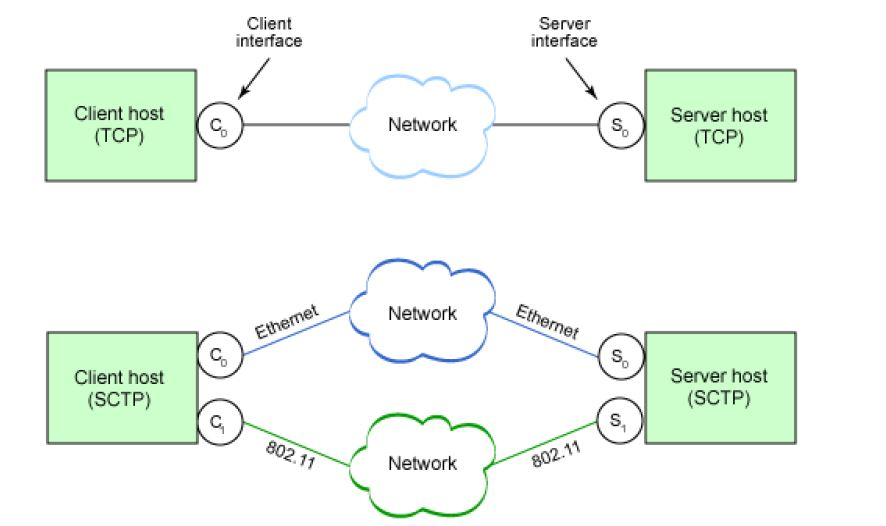 Client
interface
Server
interface
Client host
(TCP)
C0
Network
S0
Server host
(TCP)
Ethernet
Network
Ethernet
Client host
(SCTP)
C0
S0
Server host
(SCTP)
C1
S1
802.11
Network
802.11